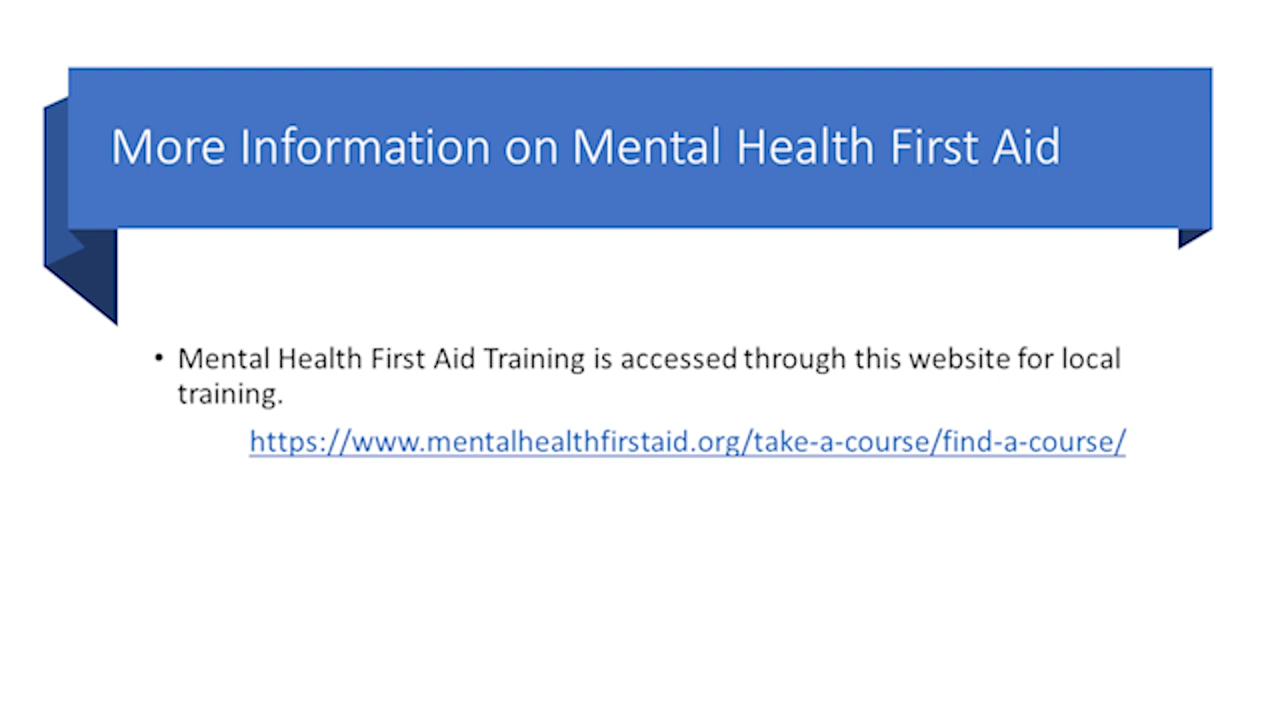 More Information on Mental Health First Aid
• Mental Health First Aid Training is accessed through this website for local
training.
https://www.mentalhealthfirstaid.org/take-a-course/find-a-course/